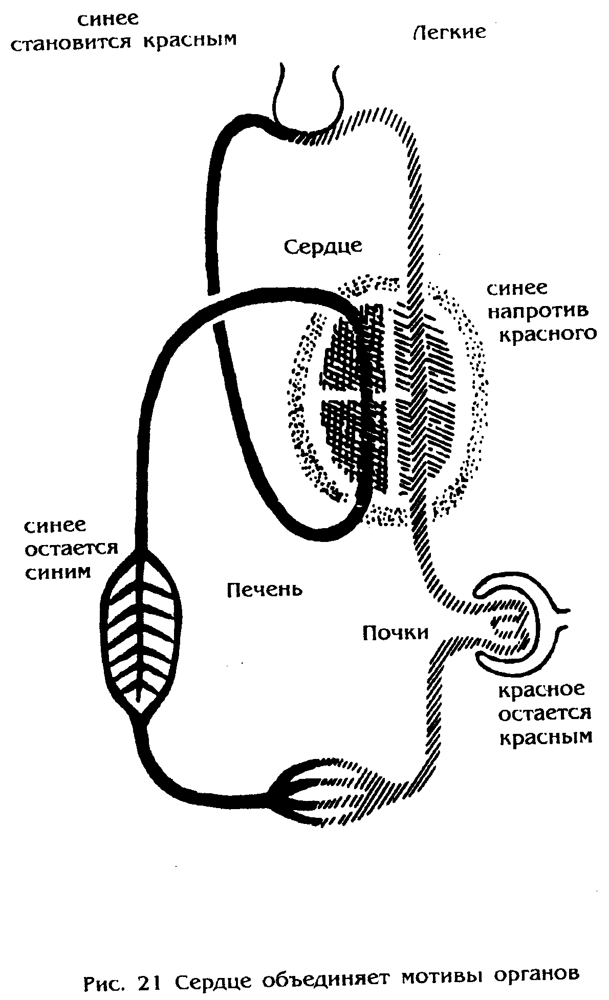 синее
становится красным
Легкие
Сердце
синее
напротив
красного
синее
остается
синим
Печень
Почки
красное
остается
красным
Рис. 21 Сердце объединяет мотивы органов